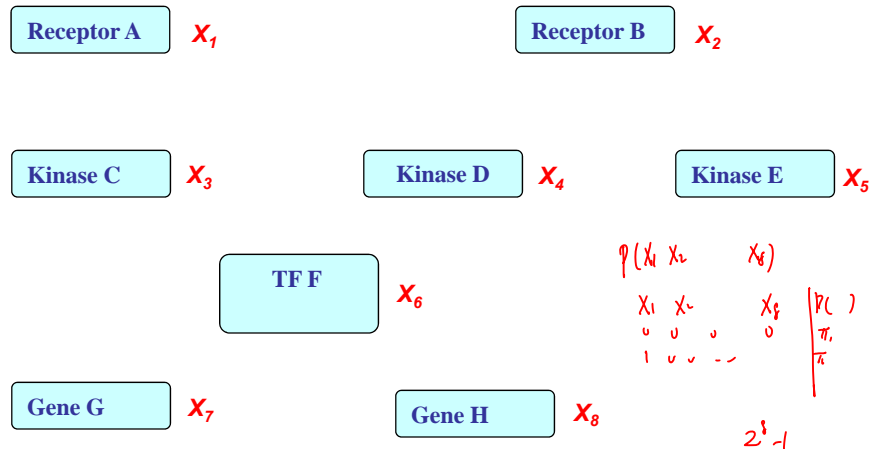 Receptor A X1
Receptor B X2
Kinase C X3
Kinase D X4
Kinase E X5
TF F X6
P(X1 X2 X8)
X1 X2 X8 P( )
0 0 0 0 π1
1 0 0 -- π
Gene G X7
Gene H X8
2^8-1